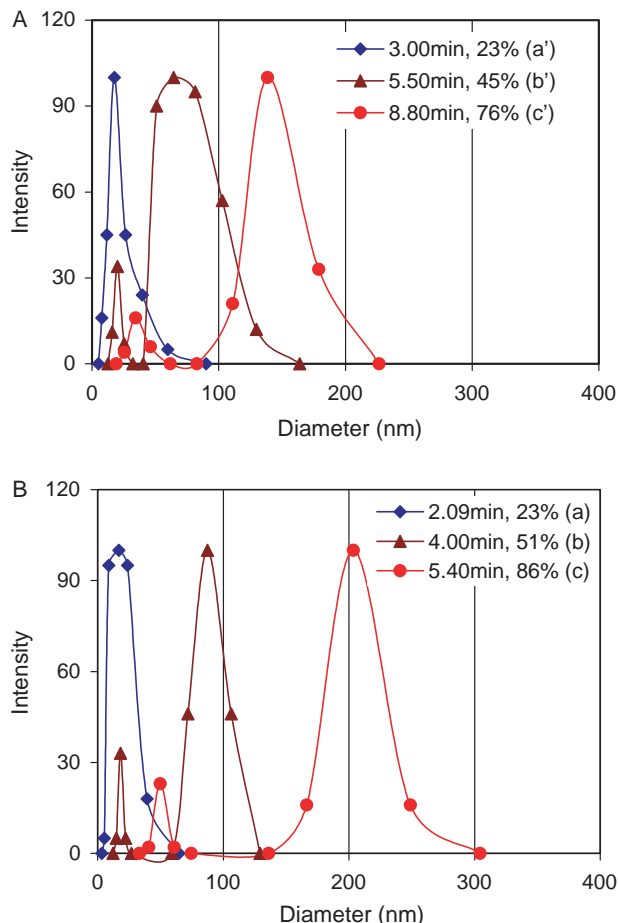 A
120
90
60
30
0
Intensity
3.00min, 23% (a’)
5.50min, 45% (b’)
8.80min, 76% (c’)
0 100 200 300 400
Diameter (nm)
B
120
90
60
30
0
Intensity
2.09min, 23% (a)
4.00min, 51% (b)
5.40min, 86% (c)
0 100 200 300 400
Diameter (nm)